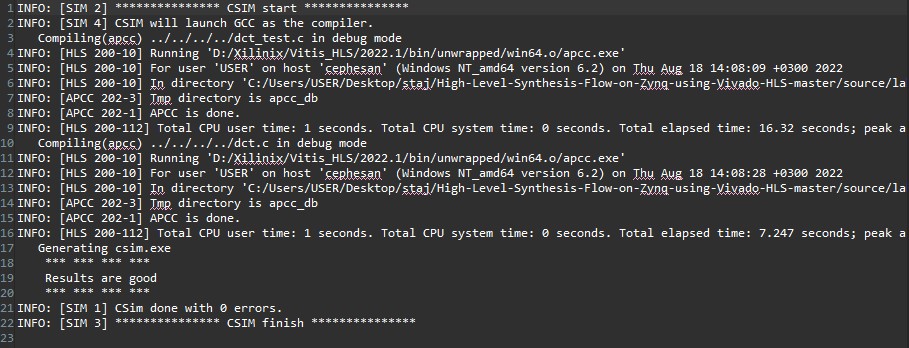 1 INFO: [SIM 2] *************** CSIM start ***************
2 INFO: [SIM 4] CSIM will launch GCC as the compiler.
3    Compiling(apcc) ../../../../dct_test.c in debug mode
4 INFO: [HLS 200-10] Running 'D:/Xilinix/Vitis_HLS/2022.1/bin/unwrapped/win64.o/apcc.exe'
5 INFO: [HLS 200-10] For user 'USER' on host 'cephesan' (Windows NT_amd64 version 6.2) on Thu Aug 18 14:08:09 +0300 2022
6 INFO: [HLS 200-10] In directory 'C:/Users/USER/Desktop/staj/High-Level-Synthesis-Flow-on-Zynq-using-Vivado-HLS-master/source/la
7 INFO: [APCC 202-3] Tmp directory is apcc_db
8 INFO: [APCC 202-1] APCC is done.
9 INFO: [HLS 200-112] Total CPU user time: 1 seconds. Total CPU system time: 0 seconds. Total elapsed time: 16.32 seconds; peak a
10    Compiling(apcc) ../../../../dct.c in debug mode
11 INFO: [HLS 200-10] Running 'D:/Xilinix/Vitis_HLS/2022.1/bin/unwrapped/win64.o/apcc.exe'
12 INFO: [HLS 200-10] For user 'USER' on host 'cephesan' (Windows NT_amd64 version 6.2) on Thu Aug 18 14:08:28 +0300 2022
13 INFO: [HLS 200-10] In directory 'C:/Users/USER/Desktop/staj/High-Level-Synthesis-Flow-on-Zynq-using-Vivado-HLS-master/source/la
14 INFO: [APCC 202-3] Tmp directory is apcc_db
15 INFO: [APCC 202-1] APCC is done.
16 INFO: [HLS 200-112] Total CPU user time: 1 seconds. Total CPU system time: 0 seconds. Total elapsed time: 7.247 seconds; peak a
17    Generating csim.exe
18     *** *** *** ***
19     Results are good
20     *** *** *** ***
21 INFO: [SIM 1] CSim done with 0 errors.
22 INFO: [SIM 3] *************** CSIM finish ***************
23